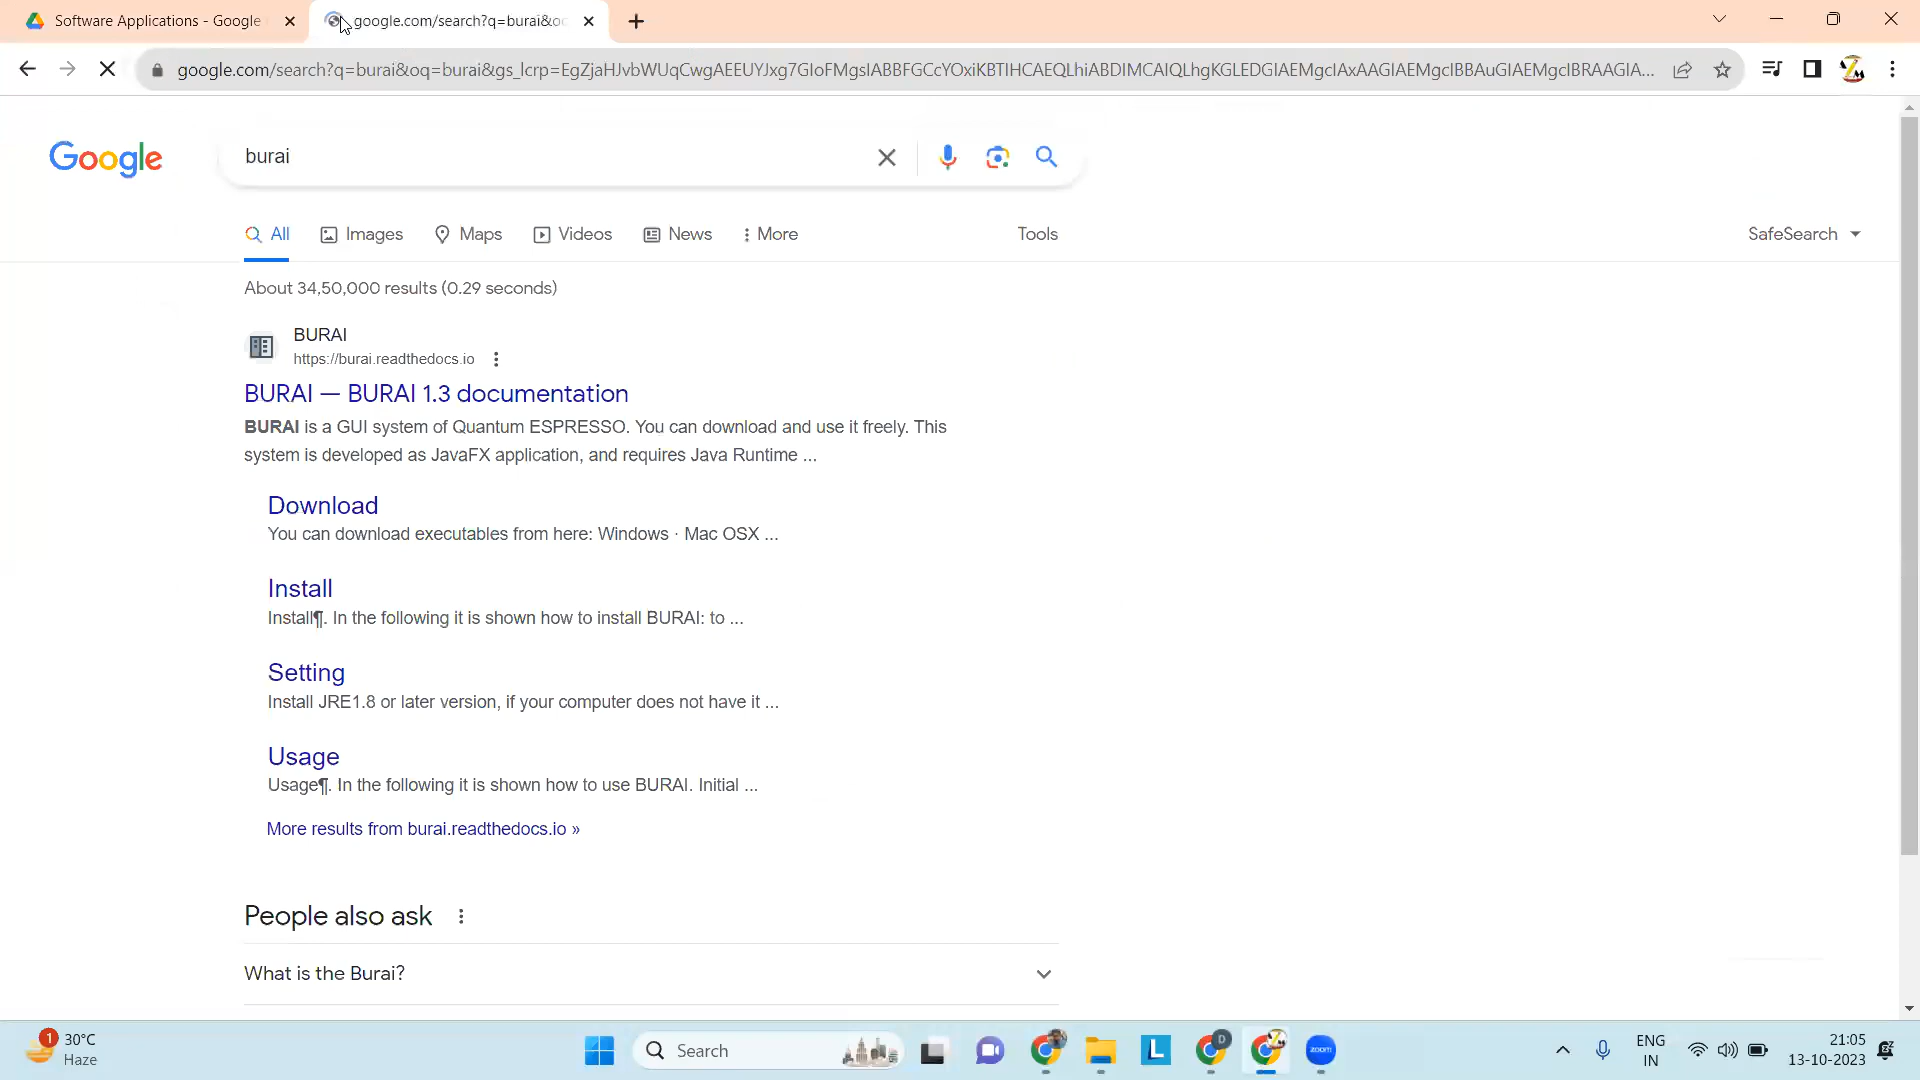 Software Applications - Google
google.com/search?q=burai&oq
google.com/search?q=burai&oq=burai&gs_lcrp=EgZjaHJvbWUqCwgAEEUYJxg7GIoFMgsIABBFGCcYOxiKBTIHCAEQLhiABDIMCAIQLhgKGLEDGIAEMgcIAxAAGIAEMgcIBBAuGIAEMgcIBRAAGIA...
Google
burai
All
Images
Maps
Videos
News
More
Tools
SafeSearch
About 34,50,000 results (0.29 seconds)
BURAI
https://burai.readthedocs.io
BURAI — BURAI 1.3 documentation
BURAI is a GUI system of Quantum ESPRESSO. You can download and use it freely. This
system is developed as JavaFX application, and requires Java Runtime ...
Download
You can download executables from here: Windows · Mac OSX ...
Install
Install¶. In the following it is shown how to install BURAI: to ...
Setting
Install JRE1.8 or later version, if your computer does not have it ...
Usage
Usage¶. In the following it is shown how to use BURAI. Initial ...
More results from burai.readthedocs.io »
People also ask
What is the Burai?
1
30°C
Haze
Search
L
D
zoom
ENG
IN
21:05
13-10-2023